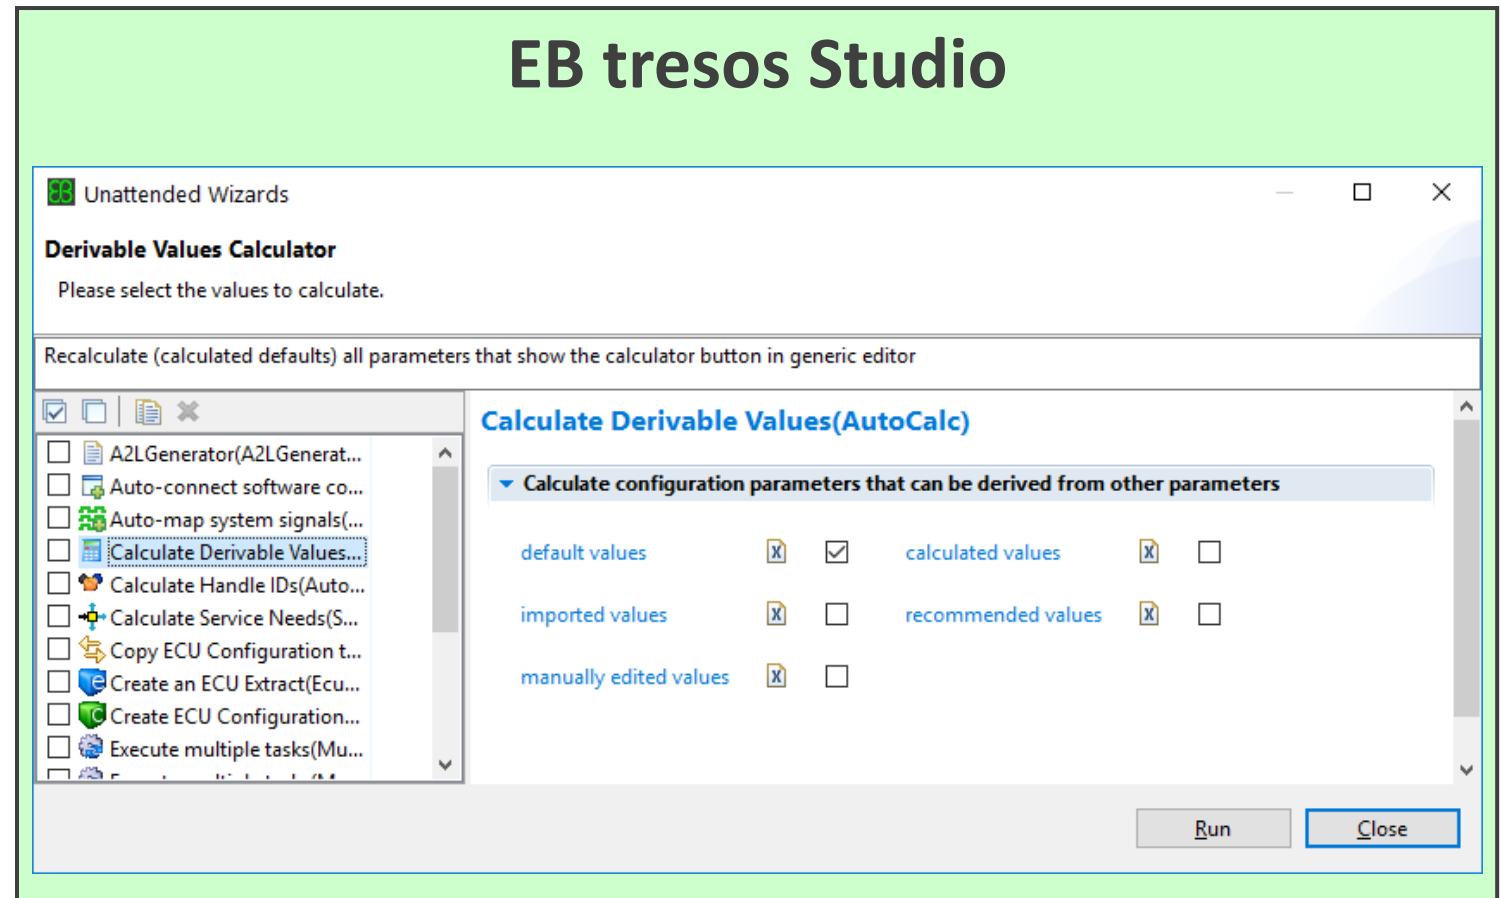 EB tresos Studio
EB Unattended Wizards
Derivable Values Calculator
Please select the values to calculate.
Recalculate (calculated defaults) all parameters that show the calculator button in generic editor
A2LGenerator(A2LGenerat...
Auto-connect software co...
Auto-map system signals(...
Calculate Derivable Values...
Calculate Handle IDs(Auto...
Calculate Service Needs(S...
Copy ECU Configuration t...
Create an ECU Extract(Ecu...
Create ECU Configuration...
Execute multiple tasks(Mu...
Calculate Derivable Values(AutoCalc)
Calculate configuration parameters that can be derived from other parameters
default values X calculated values X
imported values X recommended values X
manually edited values X
Run Close